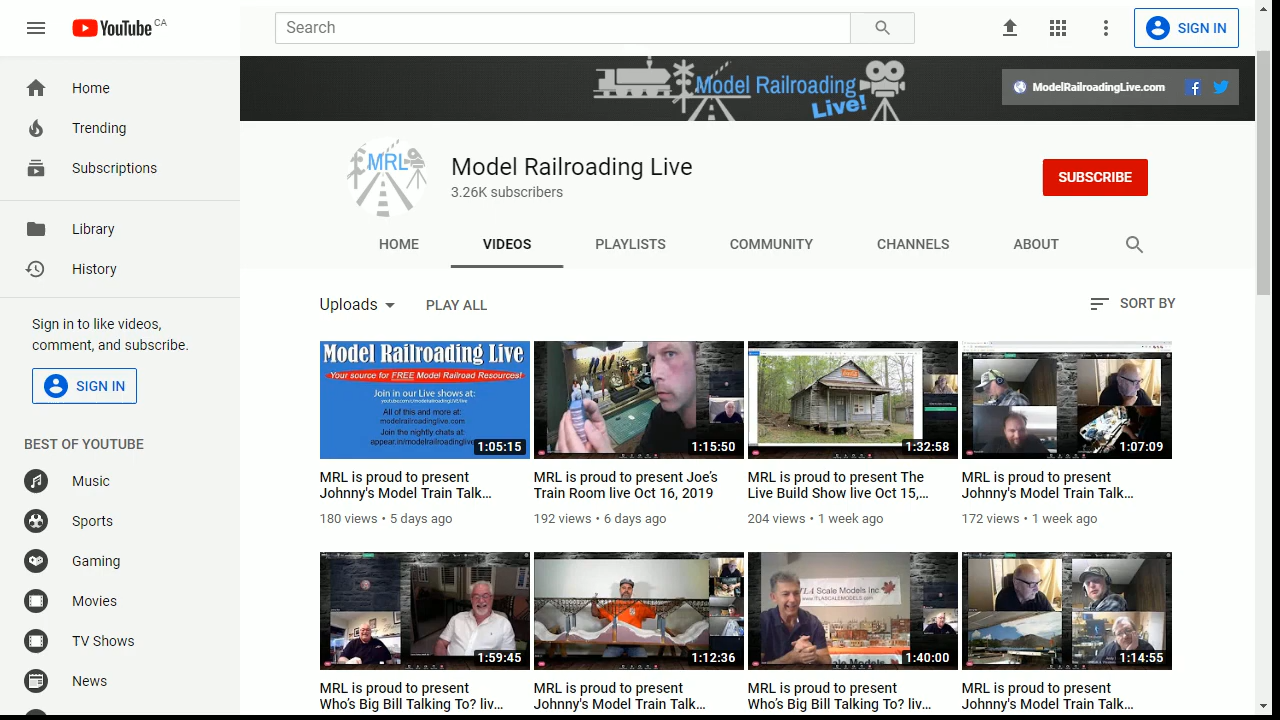 YouTube CA
Search
SIGN IN
Home
Trending
Subscriptions
Library
History
Sign in to like videos,
comment, and subscribe.
SIGN IN
BEST OF YOUTUBE
Music
Sports
Gaming
Movies
TV Shows
News
Model Railroading
Live!
ModelRailroadingLive.com
MRL
Model Railroading Live
3.26K subscribers
SUBSCRIBE
HOME VIDEOS PLAYLISTS COMMUNITY CHANNELS ABOUT
Uploads PLAY ALL SORT BY
Model Railroading Live
Your source for FREE Model Railroad Resources!
Join in our Live shows at:
youtube.com/c/modelrailroadingLIVE/live
All of this and more at:
modelrailroadinglive.com
Join the nightly chats at:
appear.in/modelrailroadinglive
1:05:15
1:15:50
1:32:58
1:07:09
MRL is proud to present
Johnny's Model Train Talk...
180 views • 5 days ago
MRL is proud to present Joe's
Train Room live Oct 16, 2019
192 views • 6 days ago
MRL is proud to present The
Live Build Show live Oct 15,...
204 views • 1 week ago
MRL is proud to present
Johnny's Model Train Talk...
172 views • 1 week ago
1:59:45
1:12:36
ITLA Scale Models Inc
www.ITLASCALEMODELS.com
1:40:00
1:14:55
MRL is proud to present
Who's Big Bill Talking To? liv...
MRL is proud to present
Johnny's Model Train Talk...
MRL is proud to present
Who's Big Bill Talking To? liv...
MRL is proud to present
Johnny's Model Train Talk...